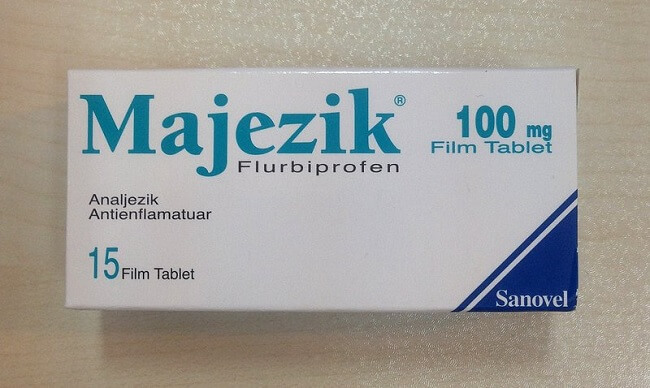 Majezik®
Flurbiprofen
100 mg
Film Tablet
Analjezik
Antienflamatuar
15 Film Tablet
Sanovel